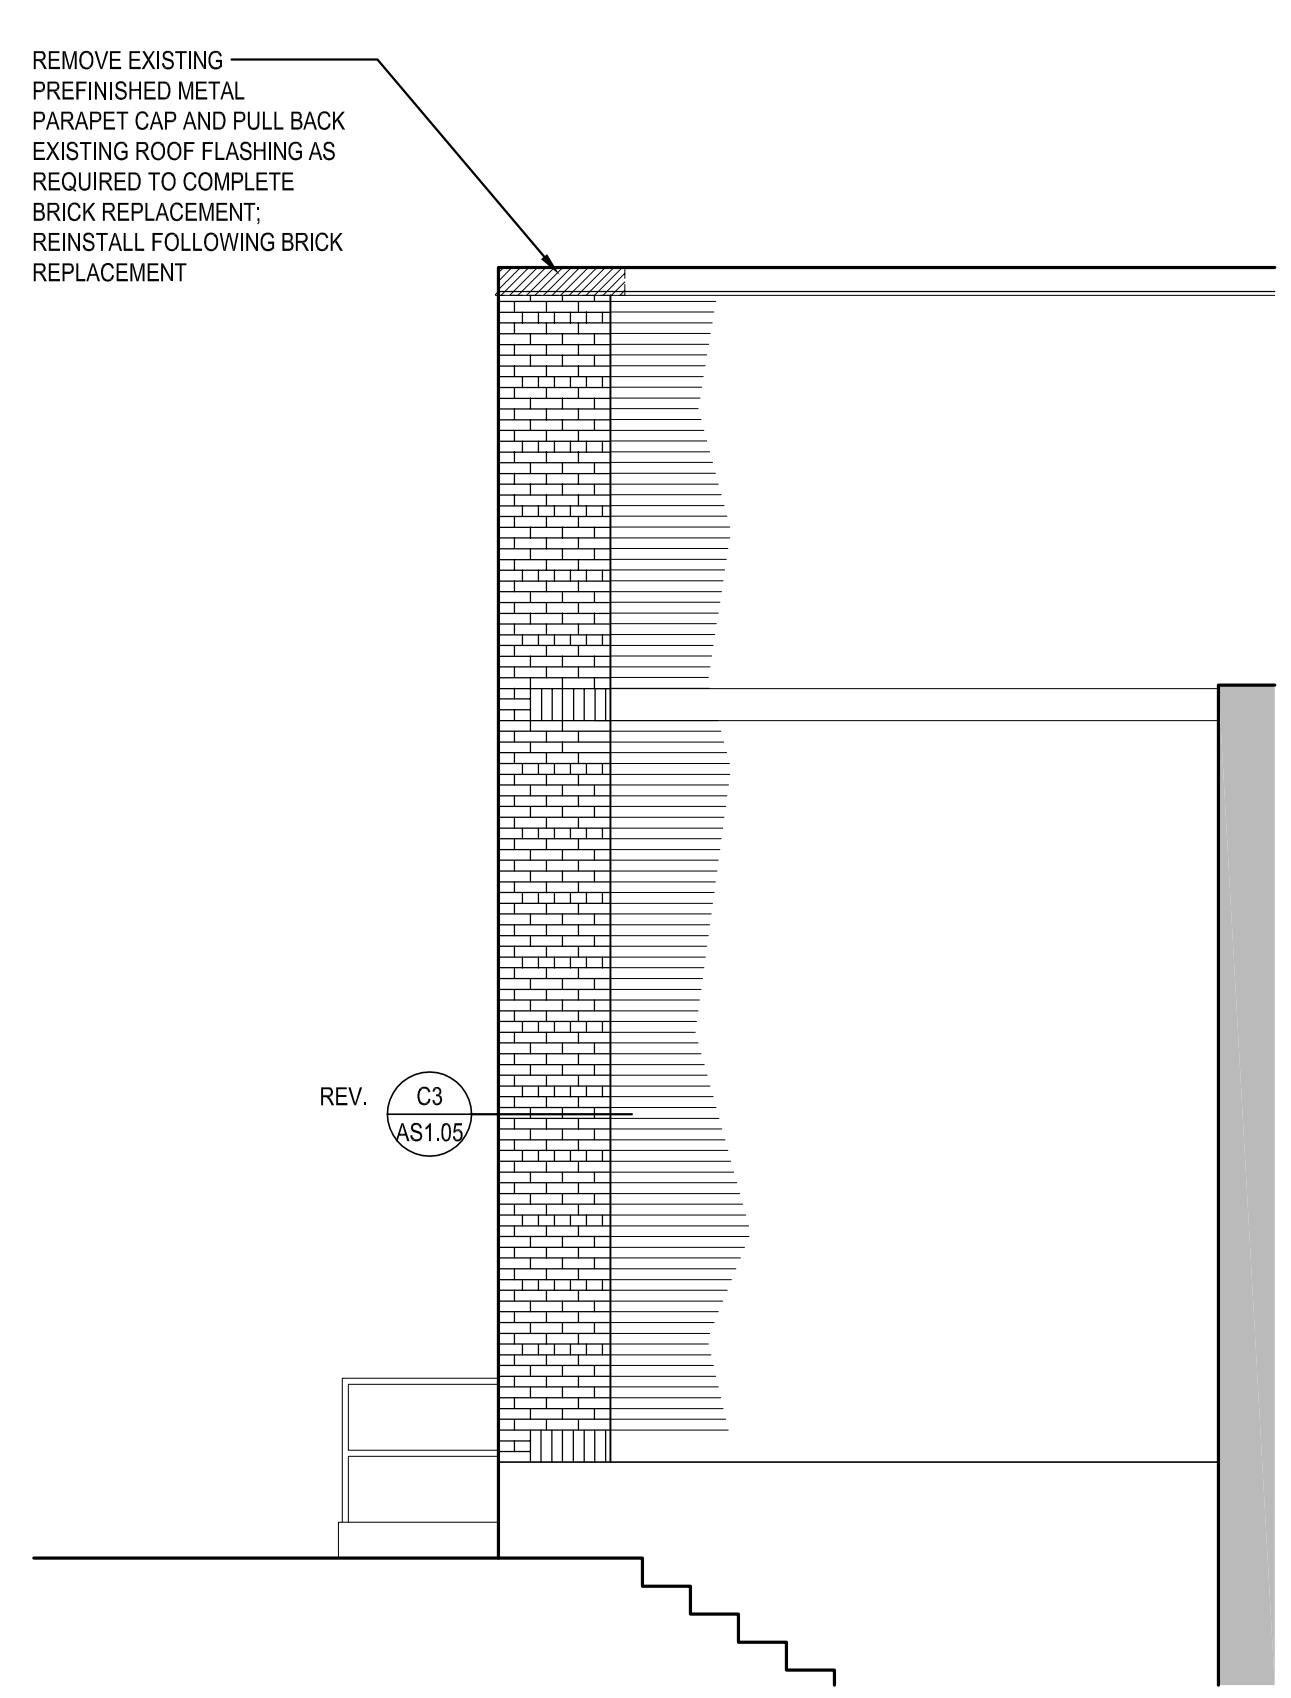 REMOVE EXISTING
PREFINISHED METAL
PARAPET CAP AND PULL BACK
EXISTING ROOF FLASHING AS
REQUIRED TO COMPLETE
BRICK REPLACEMENT;
REINSTALL FOLLOWING BRICK
REPLACEMENT
REV.
C3
AS1.05